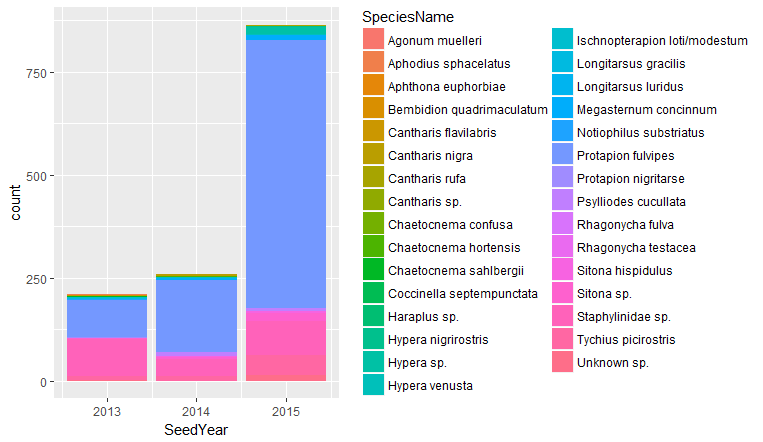 SpeciesName
Agonum muelleri
Aphodius sphacelatus
Aphthona euphorbiae
Bembidion quadrimaculatum
Cantharis flavilabris
Cantharis nigra
Cantharis rufa
Cantharis sp.
Chaetocnema confusa
Chaetocnema hortensis
Chaetocnema sahlbergii
Coccinella septempunctata
Haraplus sp.
Hypera nigrirostris
Hypera sp.
Hypera venusta
Ischnopterapion loti/modestum
Longitarsus gracilis
Longitarsus luridus
Megasternum concinnum
Notiophilus substriatus
Protapion fulvipes
Protapion nigritarse
Psylliodes cucullata
Rhagonycha fulva
Rhagonycha testacea
Sitona hispidulus
Sitona sp.
Staphylinidae sp.
Tychius picirostris
Unknown sp.
count
750
500
250
0
2013
2014
2015
SeedYear